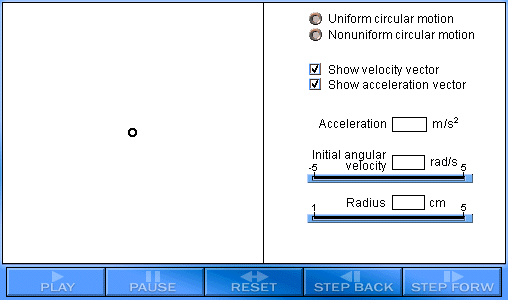 Uniform circular motion
Nonuniform circular motion
Show velocity vector
Show acceleration vector
Acceleration m/s²
Initial angular
velocity rad/s
-5 5
Radius cm
1 5
PLAY PAUSE RESET STEP BACK STEP FORW